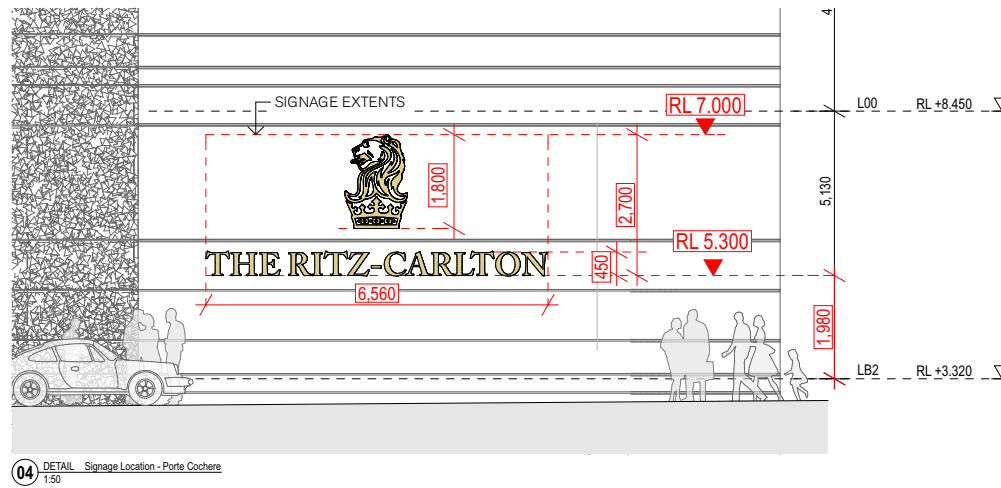 4
SIGNAGE EXTENTS
RL 7.000
L00
RL +8.450
1,800
2,700
5,130
RL 5.300
THE RITZ-CARLTON
450
6,560
1,980
LB2
RL +3.320
04
DETAIL Signage Location - Porte Cochere
1:50